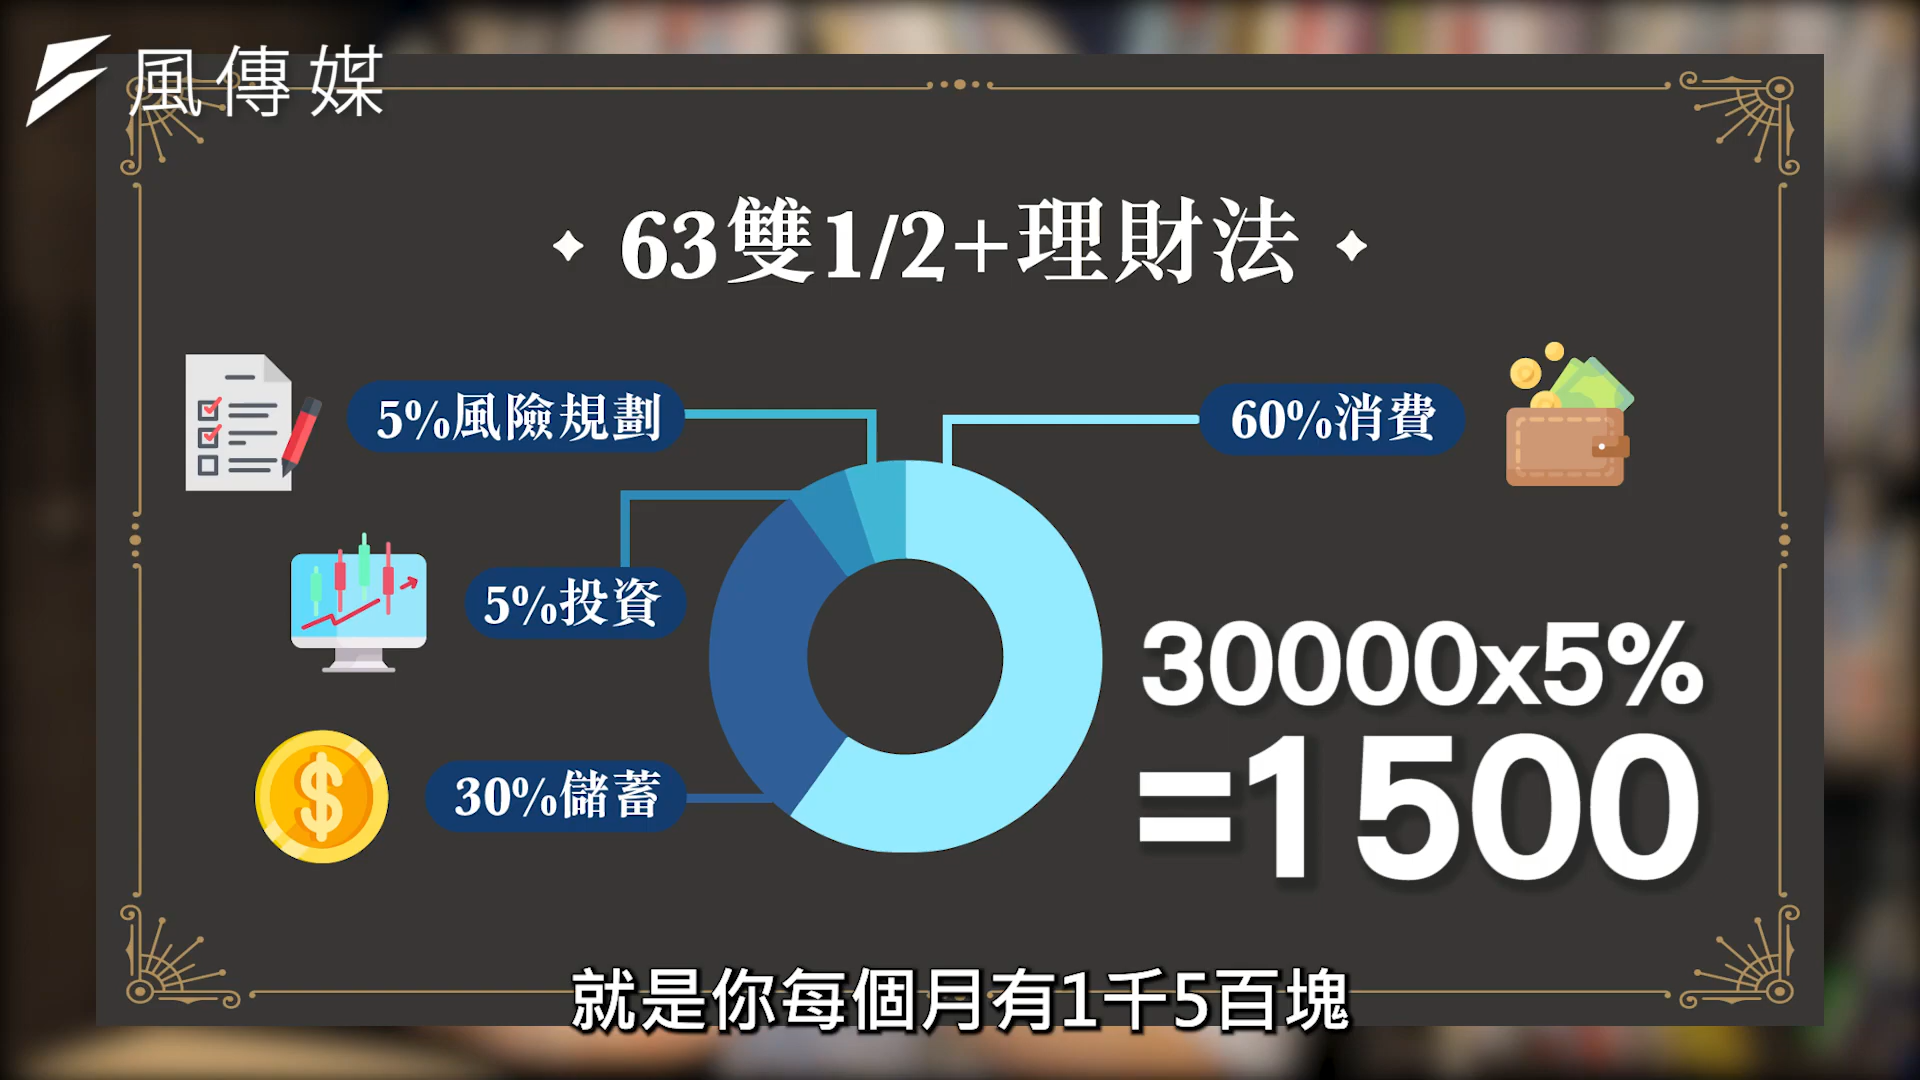 風傳媒
63雙1/2+理財法
5%風險規劃
60%消費
5%投資
30%儲蓄
30000x5%
=1500
就是你每個月有1千5百塊